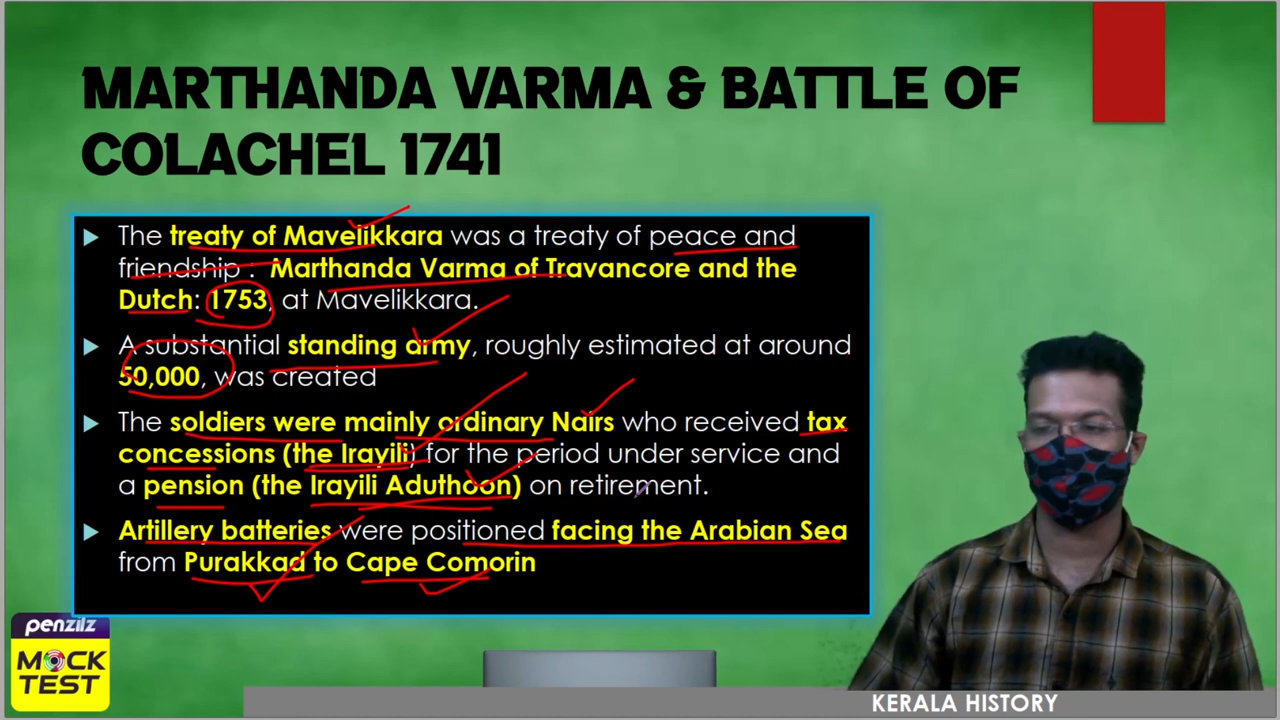 MARTHANDA VARMA & BATTLE OF
COLACHEL 1741
The treaty of Mavelikkara was a treaty of peace and
friendship : Marthanda Varma of Travancore and the
Dutch: 1753, at Mavelikkara.
A substantial standing army, roughly estimated at around
50,000, was created
The soldiers were mainly ordinary Nairs who received tax
concessions (the Irayili) for the period under service and
a pension (the Irayili Aduthoon) on retirement.
Artillery batteries were positioned facing the Arabian Sea
from Purakkad to Cape Comorin
penzilz
MOCK
TEST
KERALA HISTORY